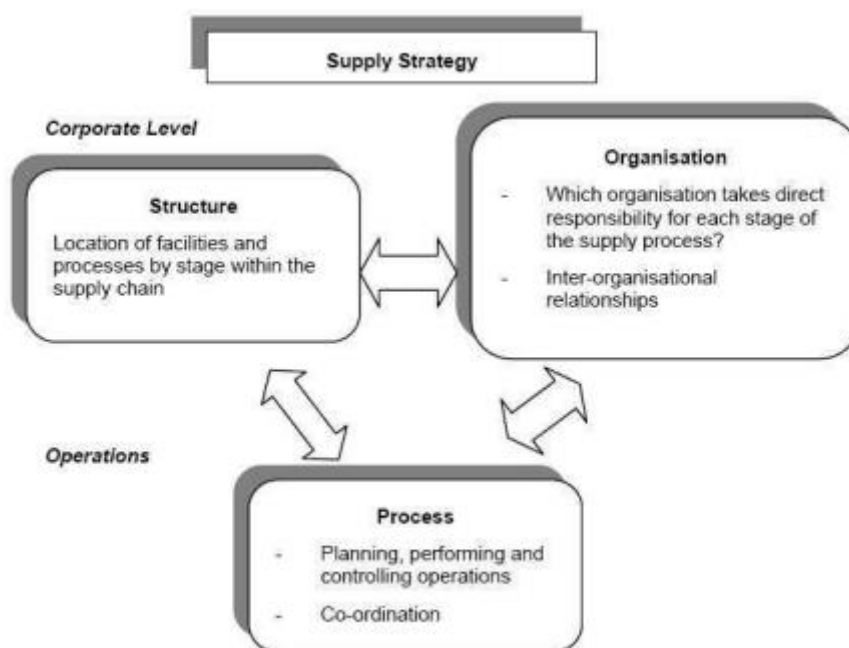 Supply Strategy
Corporate Level
Structure
Location of facilities and
processes by stage within the
supply chain
Organisation
- Which organisation takes direct
responsibility for each stage of
the supply process?
- Inter-organisational
relationships
Operations
Process
- Planning, performing and
controlling operations
- Co-ordination